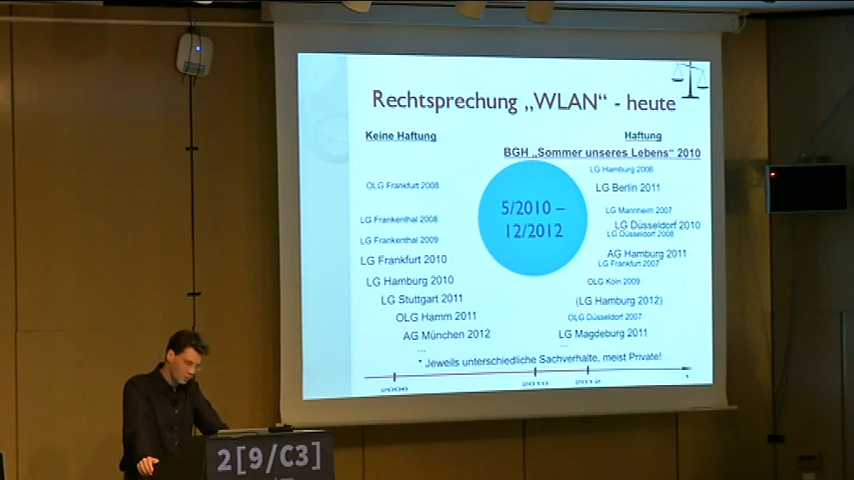 Rechtsprechung „WLAN“ - heute
Keine Haftung
Haftung
BGH „Sommer unseres Lebens“ 2010
LG Hamburg 2006
OLG Frankfurt 2008
LG Berlin 2011
5/2010 –
12/2012
LG Mannheim 2007
LG Frankenthal 2008
LG Düsseldorf 2010
LG Düsseldorf 2008
LG Frankenthal 2009
AG Hamburg 2011
LG Frankfurt 2010
LG Frankfurt 2007
LG Hamburg 2010
OLG Köln 2009
LG Stuttgart 2011
(LG Hamburg 2012)
OLG Hamm 2011
OLG Düsseldorf 2007
AG München 2012
LG Magdeburg 2011
...
...
* Jeweils unterschiedliche Sachverhalte, meist Private!
2006
2010
2012
2[9/C3]